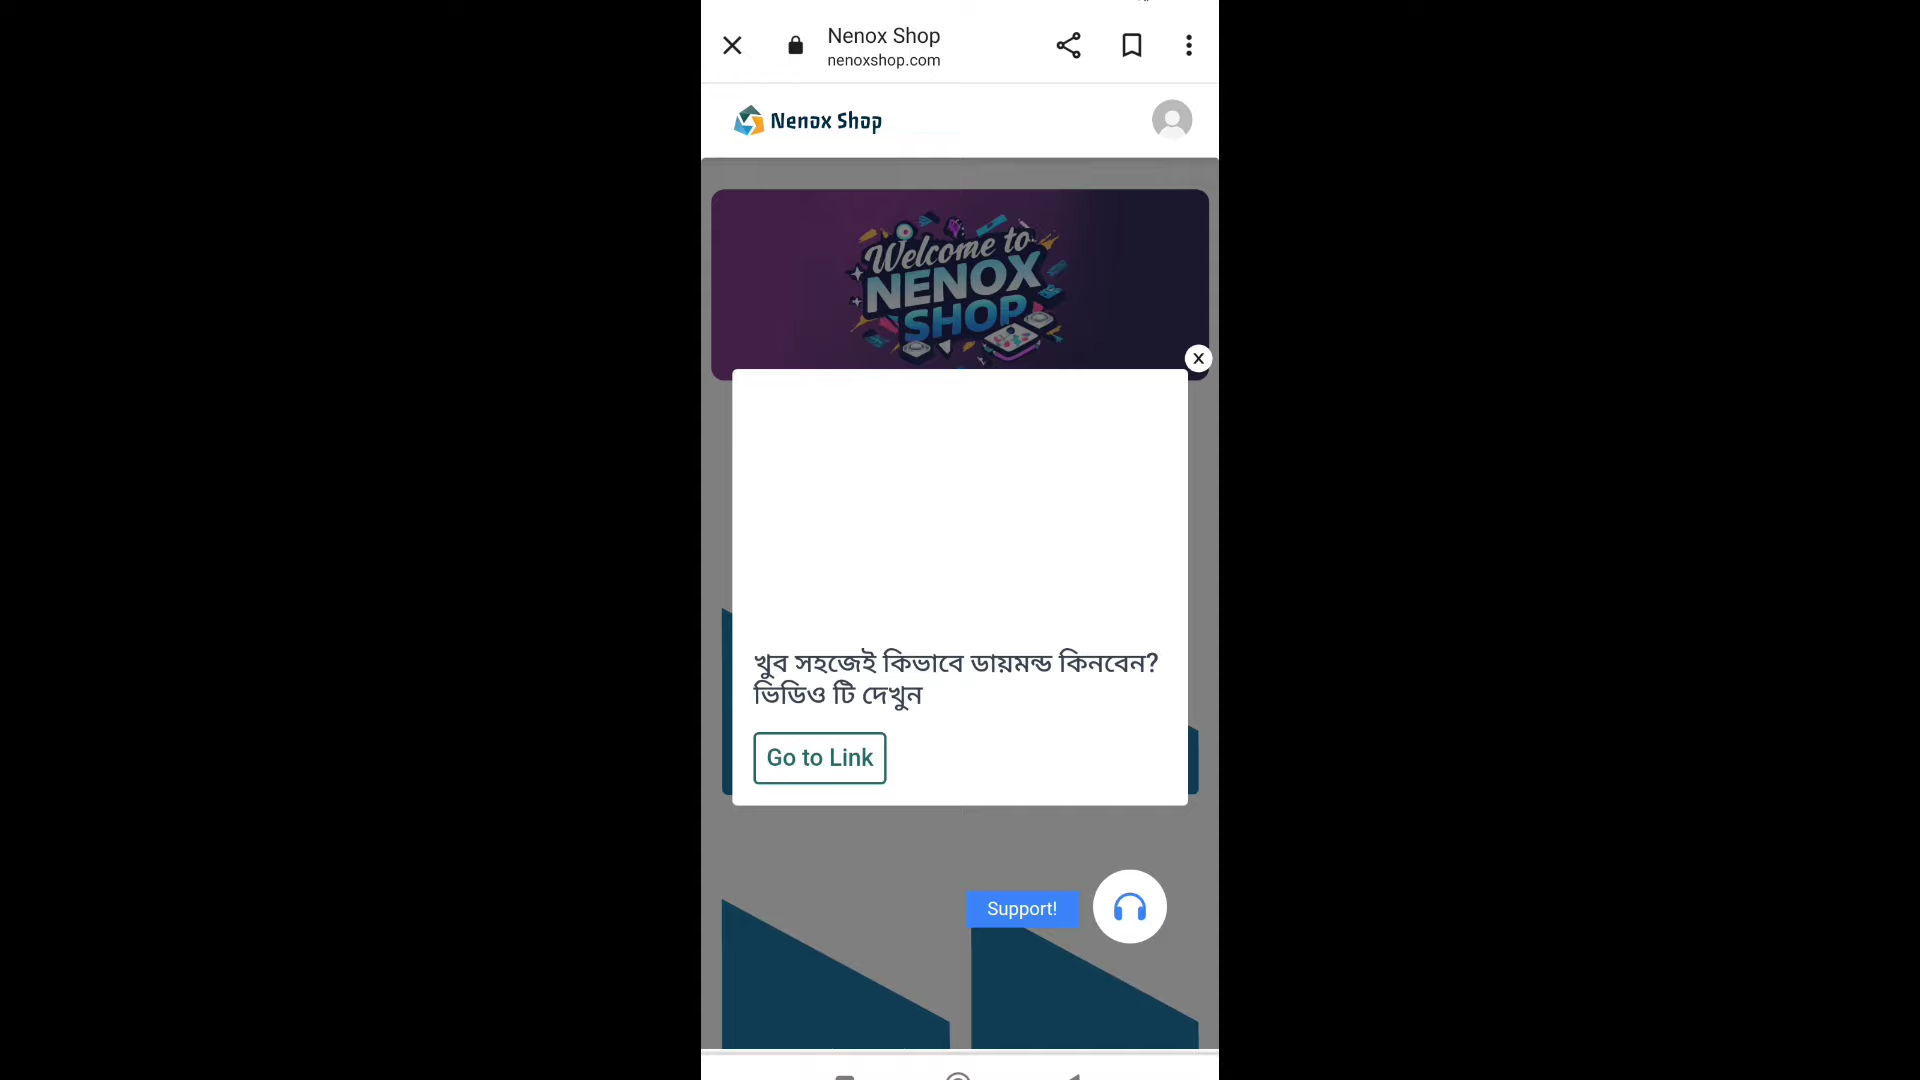 Nenox Shop
nenoxshop.com
Nenox Shop
Welcome to
NENOX
SHOP
x
খুব সহজেই কিভাবে ডায়মন্ড কিনবেন?
ভিডিও টি দেখুন
Go to Link
Support!